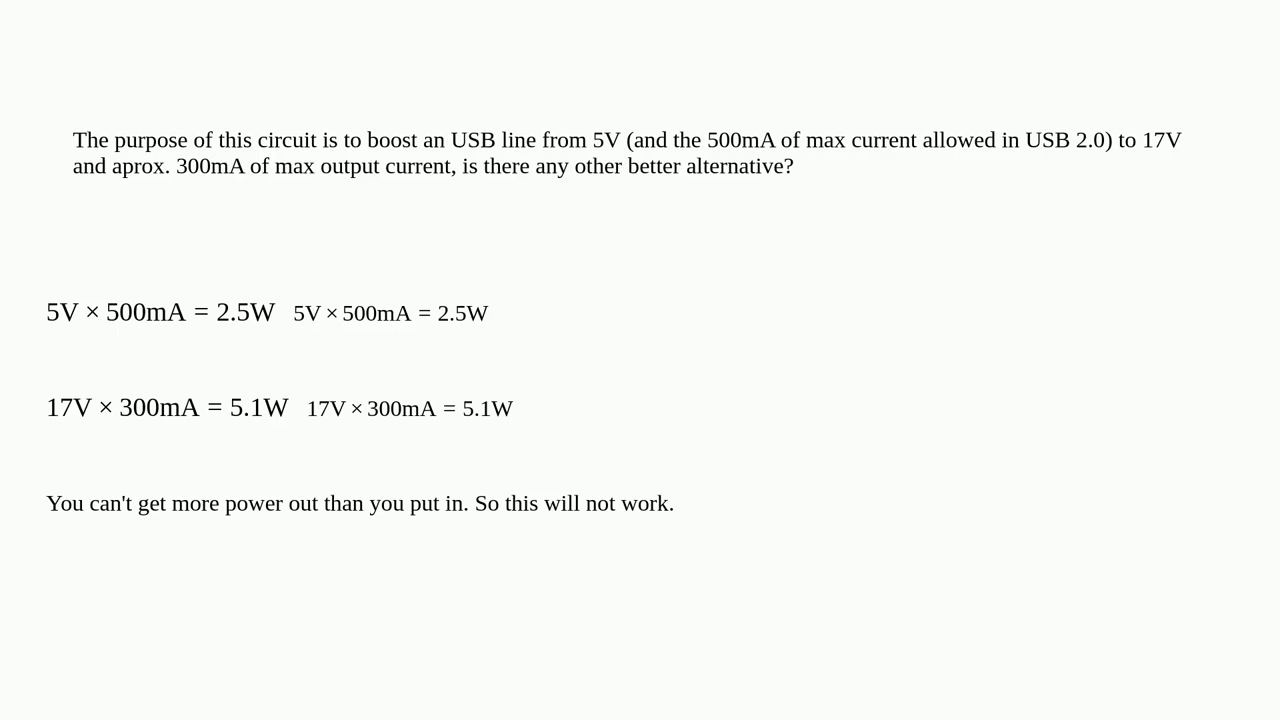 The purpose of this circuit is to boost an USB line from 5V (and the 500mA of max current allowed in USB 2.0) to 17V
and aprox. 300mA of max output current, is there any other better alternative?
5V × 500mA = 2.5W 5V × 500mA = 2.5W
17V × 300mA = 5.1W 17V × 300mA = 5.1W
You can't get more power out than you put in. So this will not work.